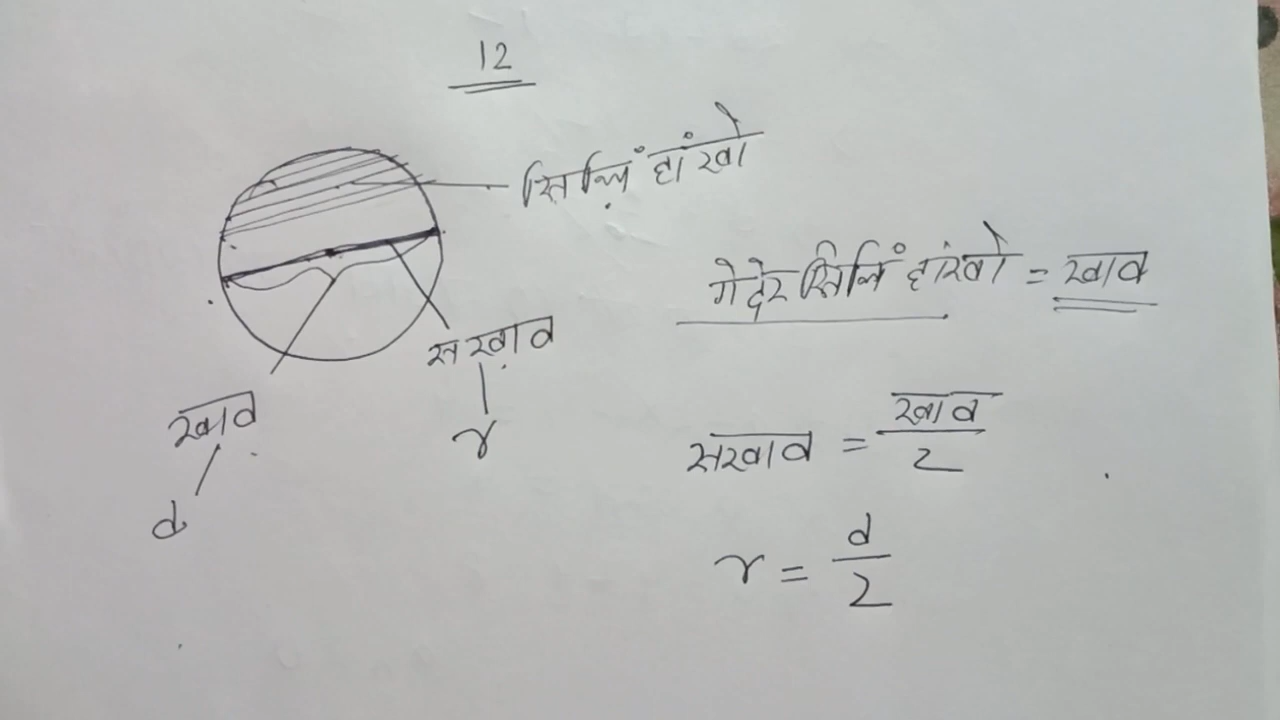 12
सिलिं हांखो
गेदेर सिलिं हांखो = खाव
सखाव
r
खाव
d
सखाव = खाव/2
r = d/2